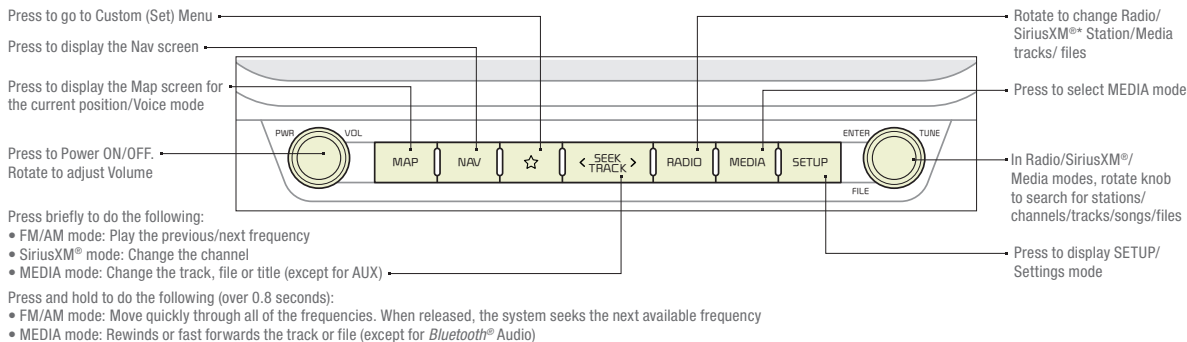 Press to go to Custom (Set) Menu
Press to display the Nav screen
Press to display the Map screen for
the current position/Voice mode
Press to Power ON/OFF.
Rotate to adjust Volume
PWR
VOL
MAP
NAV
< SEEK >
TRACK
RADIO
MEDIA
SETUP
ENTER
TUNE
FILE
Rotate to change Radio/
SiriusXM®* Station/Media
tracks/ files
Press to select MEDIA mode
In Radio/SiriusXM®/
Media modes, rotate knob
to search for stations/
channels/tracks/songs/files
Press to display SETUP/
Settings mode
Press briefly to do the following:
• FM/AM mode: Play the previous/next frequency
• SiriusXM® mode: Change the channel
• MEDIA mode: Change the track, file or title (except for AUX)
Press and hold to do the following (over 0.8 seconds):
• FM/AM mode: Move quickly through all of the frequencies. When released, the system seeks the next available frequency
• MEDIA mode: Rewinds or fast forwards the track or file (except for Bluetooth® Audio)